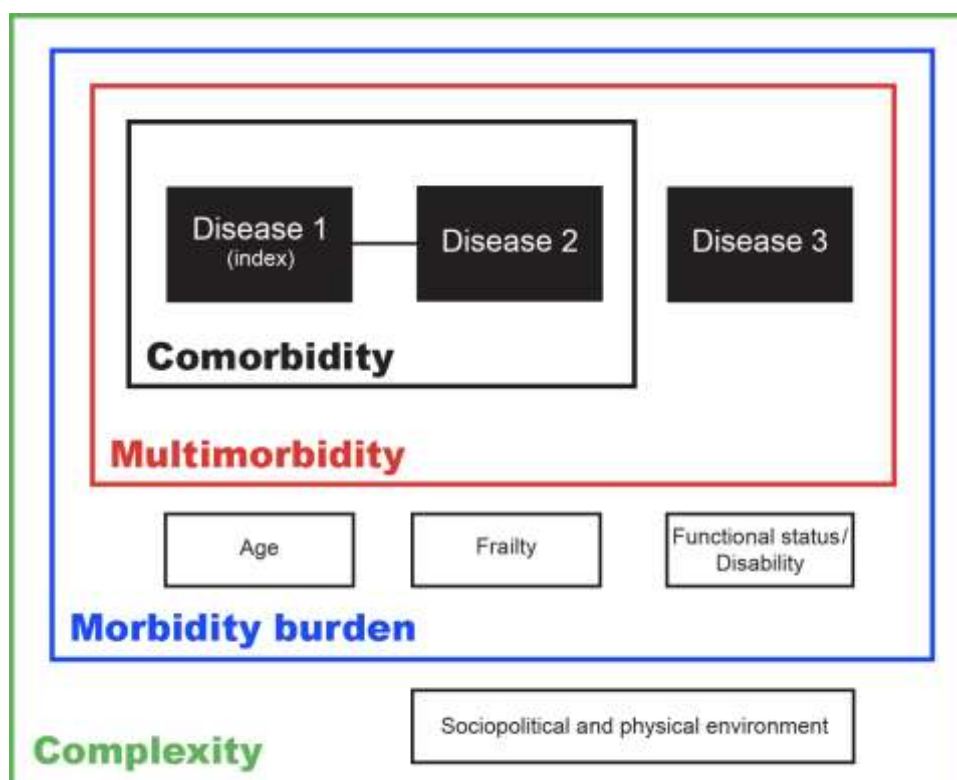 Disease 1
(index)
Disease 2
Disease 3
Comorbidity
Multimorbidity
Age
Frailty
Functional status/
Disability
Morbidity burden
Sociopolitical and physical environment
Complexity